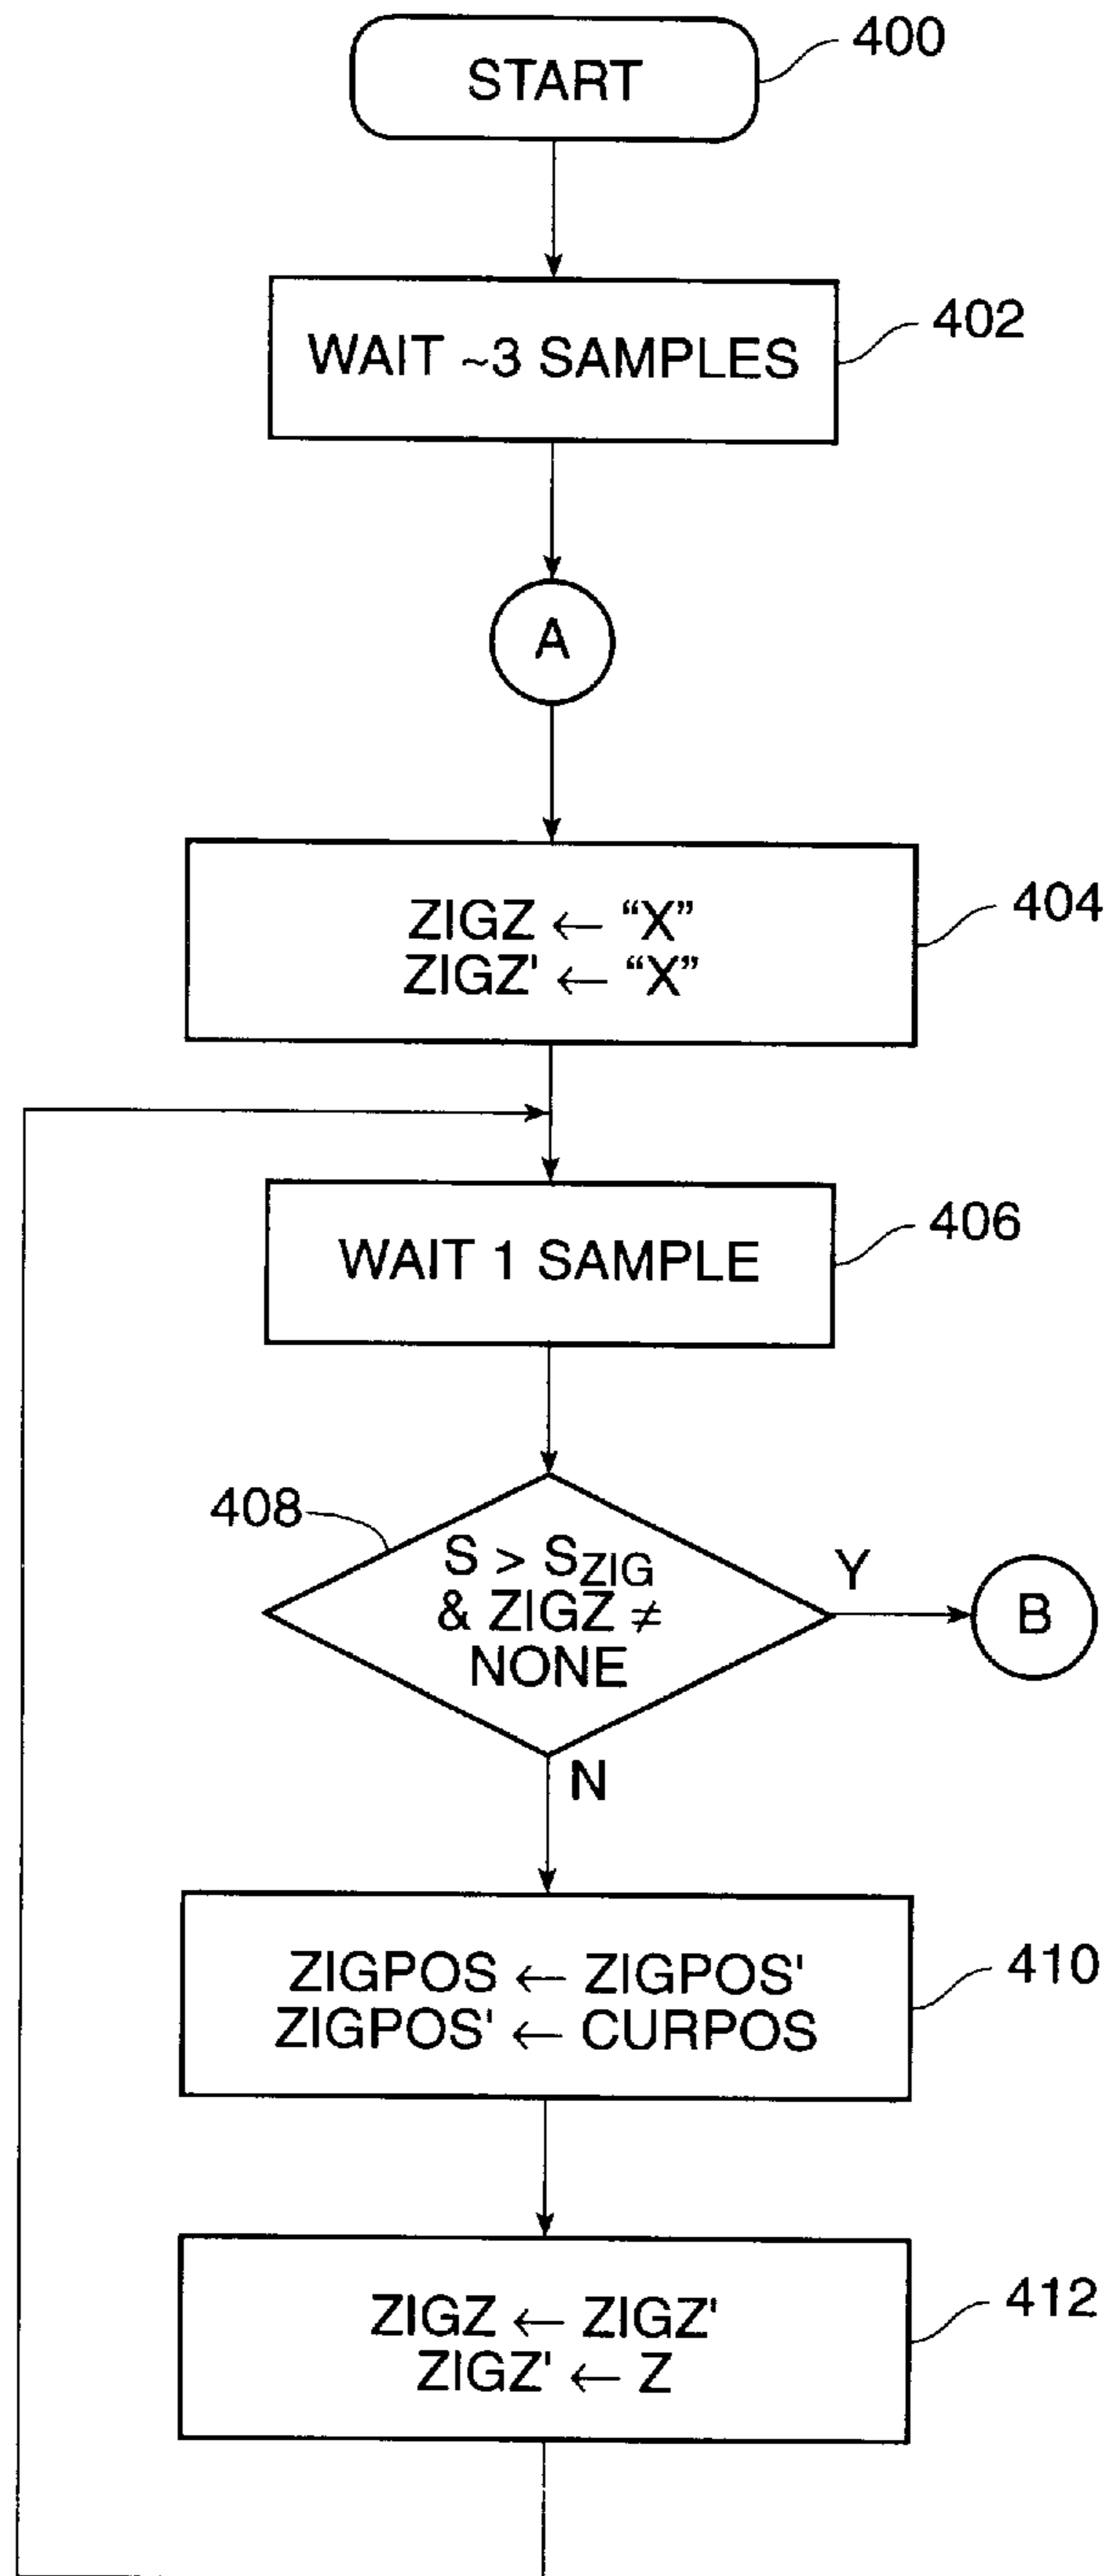 START
400
WAIT ~3 SAMPLES
402
A
ZIGZ ← “X”
ZIGZ' ← “X”
404
WAIT 1 SAMPLE
406
408
S > SZIG
& ZIGZ ≠
NONE
Y
B
N
ZIGPOS ← ZIGPOS'
ZIGPOS' ← CURPOS
410
ZIGZ ← ZIGZ'
ZIGZ' ← Z
412